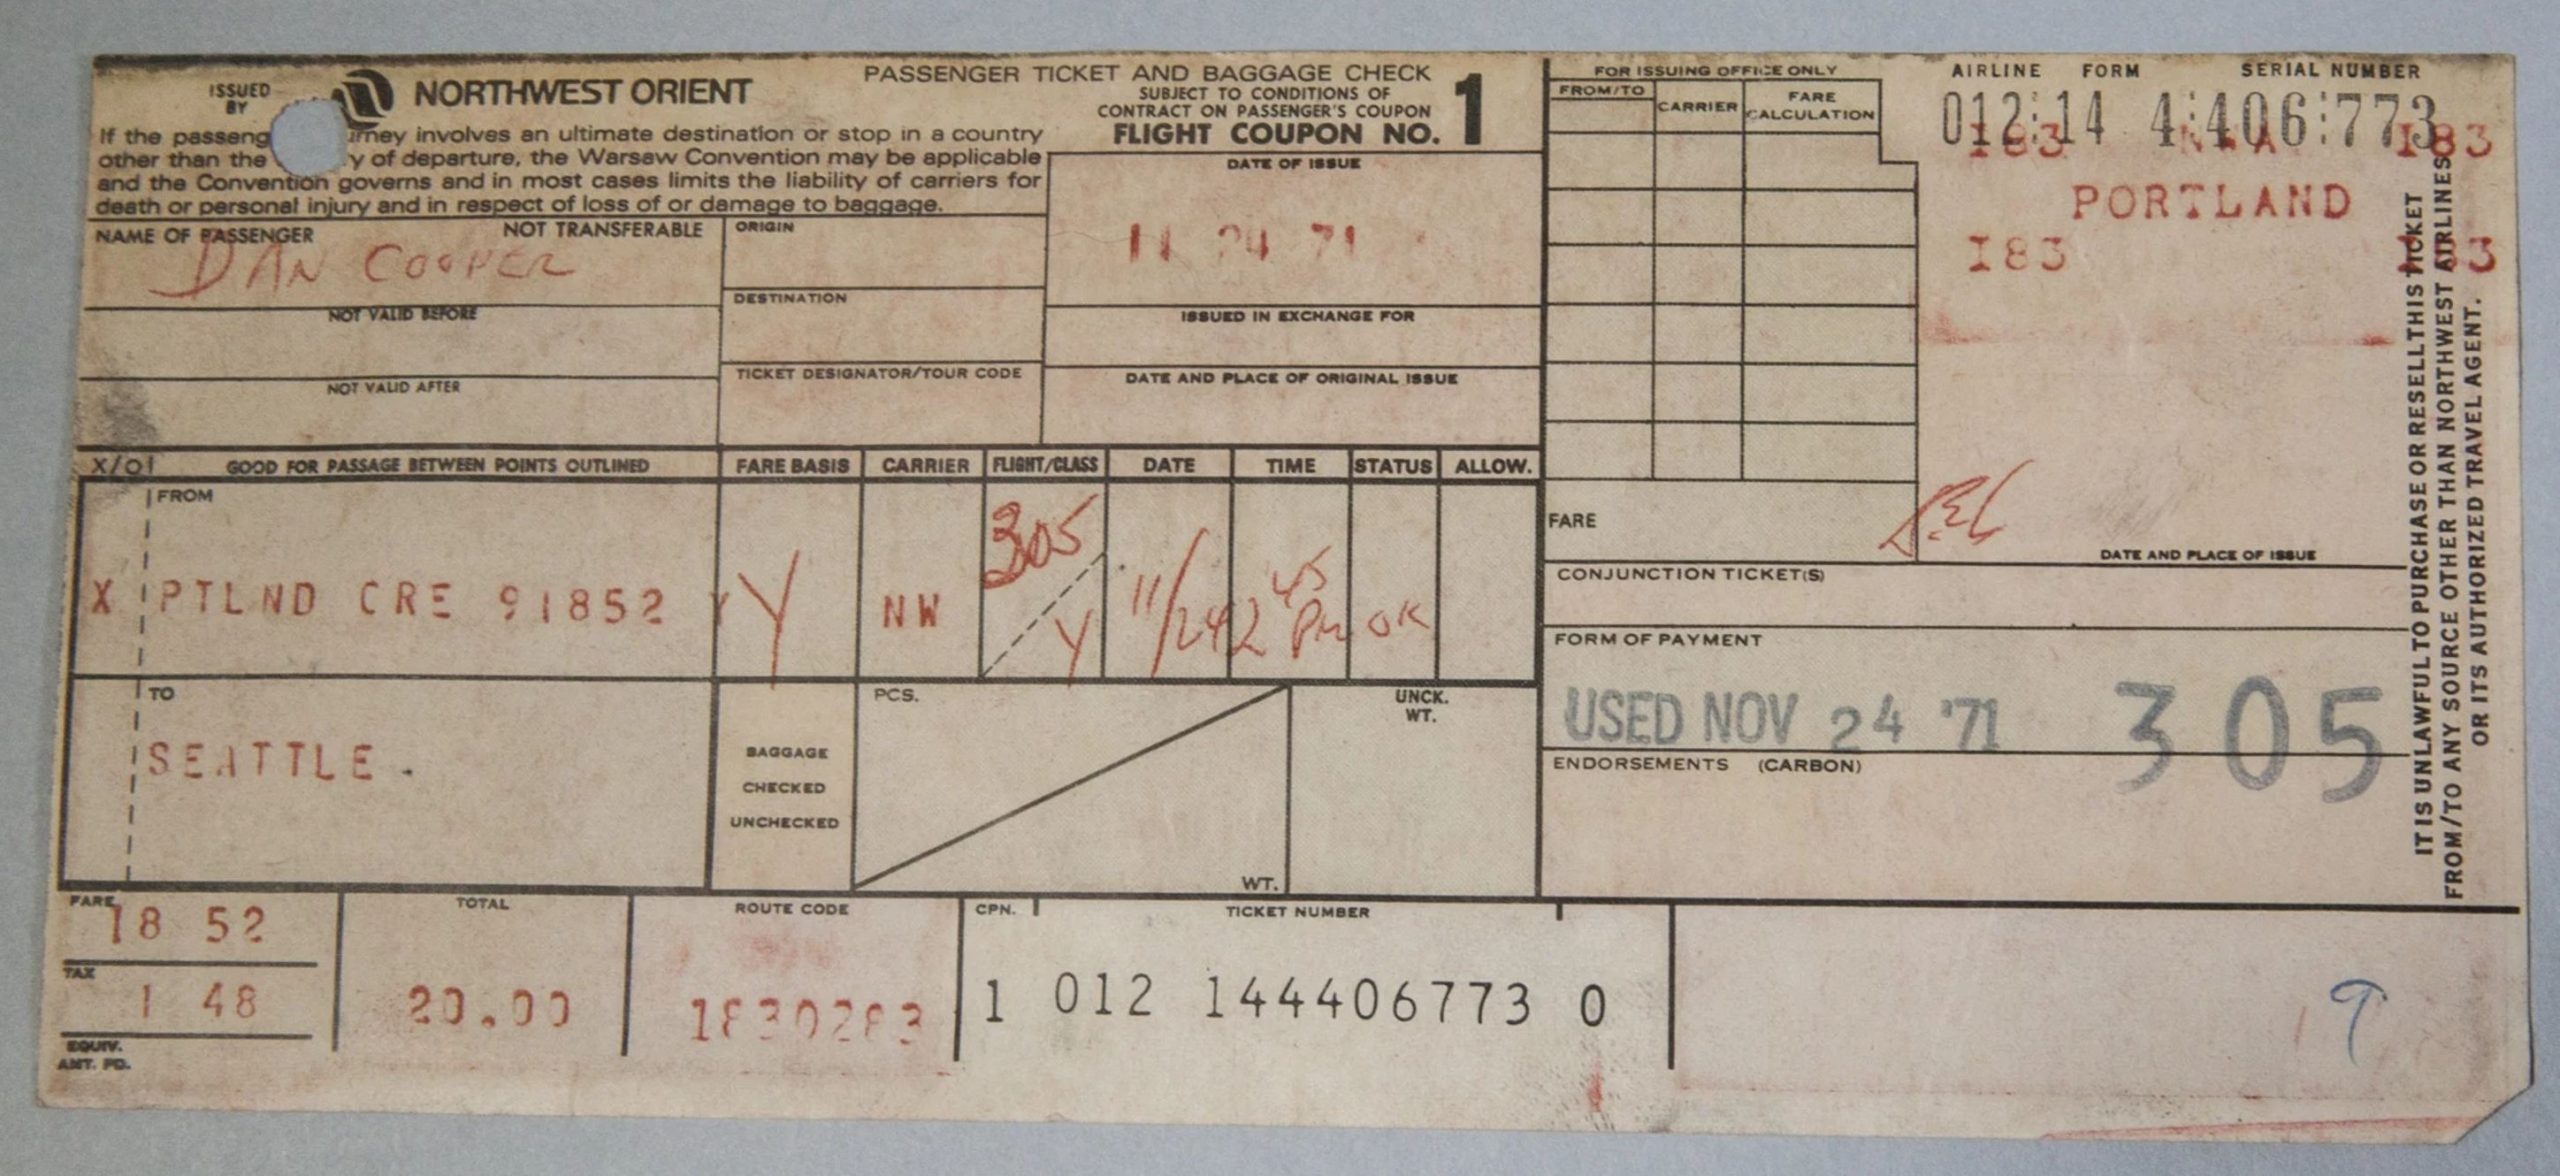 ISSUED BY
NORTHWEST ORIENT
If the passeng urney involves an ultimate destination or stop in a country
other than the y of departure, the Warsaw Convention may be applicable
and the Convention governs and in most cases limits the liability of carriers for
death or personal injury and in respect of loss of or damage to baggage.
PASSENGER TICKET AND BAGGAGE CHECK
SUBJECT TO CONDITIONS OF
CONTRACT ON PASSENGER'S COUPON
FLIGHT COUPON NO. 1
NAME OF PASSENGER NOT TRANSFERABLE
DAN COOPER
NOT VALID BEFORE
NOT VALID AFTER
ORIGIN
DESTINATION
TICKET DESIGNATOR/TOUR CODE
DATE OF ISSUE
11 24 71
ISSUED IN EXCHANGE FOR
DATE AND PLACE OF ORIGINAL ISSUE
FOR ISSUING OFFICE ONLY
FROM/TO CARRIER FARE CALCULATION
AIRLINE FORM SERIAL NUMBER
012:14 4:406:773
183 183
PORTLAND
183
FARE
DATE AND PLACE OF ISSUE
X/O GOOD FOR PASSAGE BETWEEN POINTS OUTLINED FARE BASIS CARRIER FLIGHT/CLASS DATE TIME STATUS ALLOW.
FROM
X PTLND CRE 91852 Y Y NW 305 Y 11/24 2 45 PM OK
TO
SEATTLE.
BAGGAGE
CHECKED
UNCHECKED
PCS.
WT.
UNCK.
WT.
CONJUNCTION TICKET(S)
FORM OF PAYMENT
USED NOV 24 '71 305
ENDORSEMENTS (CARBON)
IT IS UNLAWFUL TO PURCHASE OR RESELL THIS TICKET
FROM/TO ANY SOURCE OTHER THAN NORTHWEST AIRLINES
OR ITS AUTHORIZED TRAVEL AGENT.
FARE
18 52
TAX
1 48
EQUIV.
AMT. PD.
TOTAL
20.00
ROUTE CODE
CPN. TICKET NUMBER
1 012 144406773 0